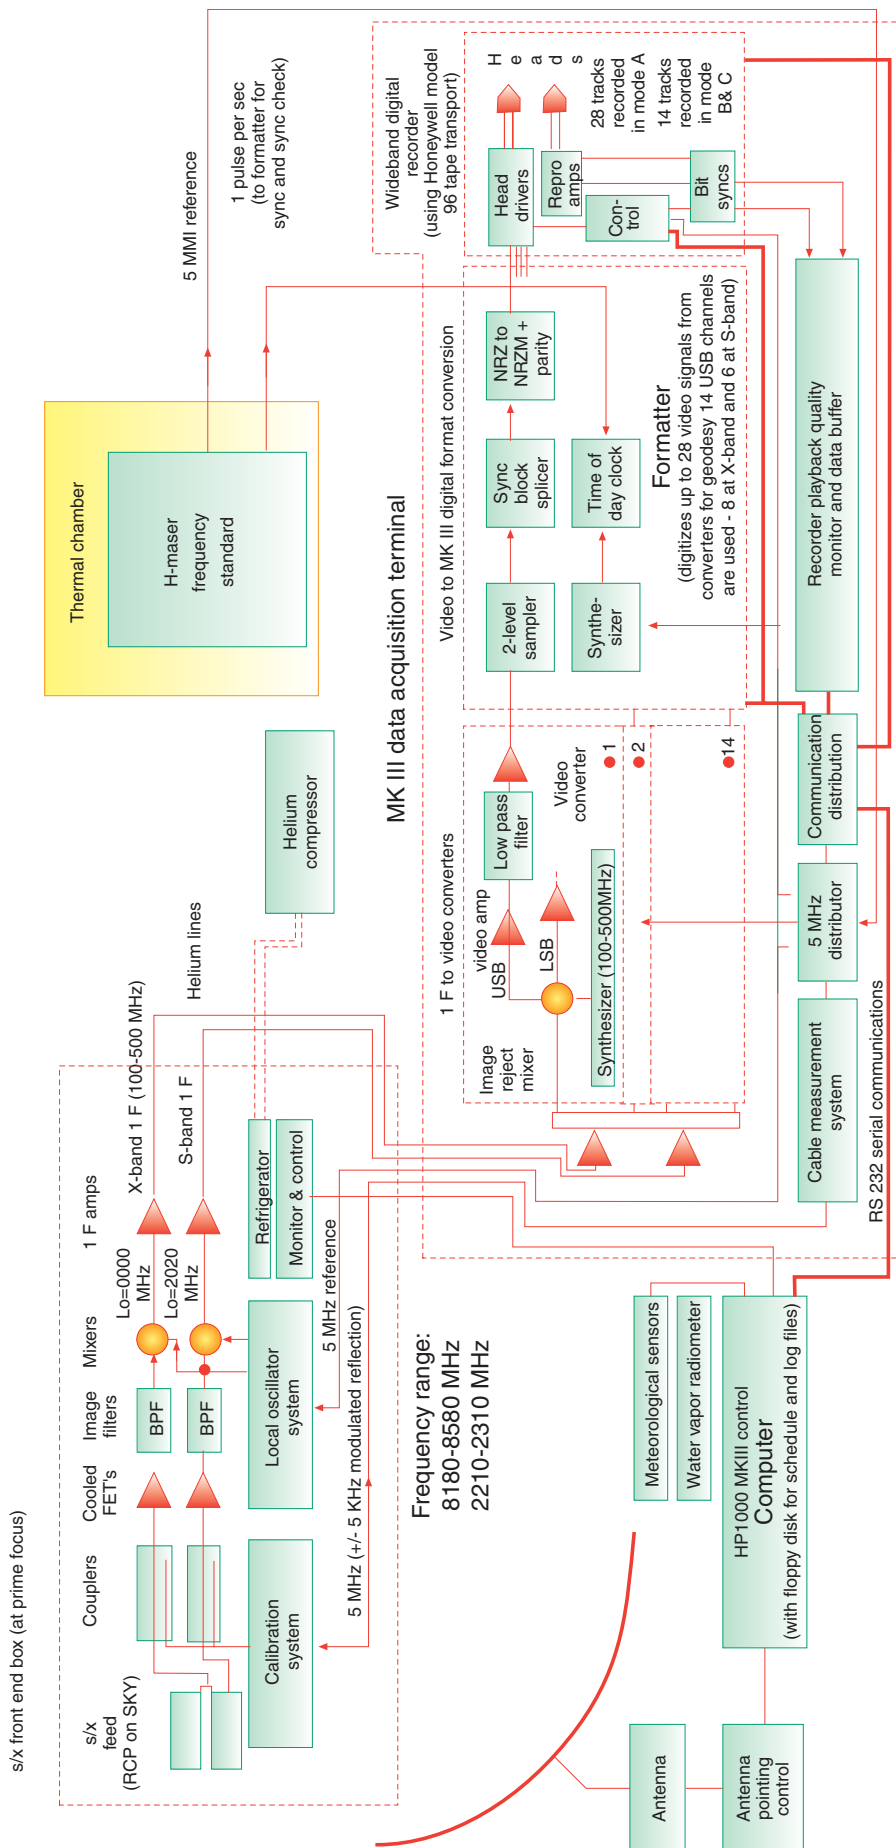 s/x front end box (at prime focus)
s/x
feed
(RCP on SKY)
Couplers
Cooled
FET's
Image
filters
Mixers
1 F amps
BPF
BPF
Lo=0000
MHz
Lo=2020
MHz
X-band 1 F (100-500 MHz)
S-band 1 F
Calibration
system
Local oscillator
system
Refrigerator
Monitor & control
Helium lines
Helium
compressor
5 MHz reference
5 MHz (+/- 5 KHz modulated reflection)
Frequency range:
8180-8580 MHz
2210-2310 MHz
Thermal chamber
H-maser
frequency
standard
5 MMI reference
1 pulse per sec
(to formatter for
sync and sync check)
MK III data acquisition terminal
1 F to video converters
Image
reject
mixer
USB
video amp
LSB
Low pass
filter
Video
converter
1
2
14
Synthesizer (100-500MHz)
Video to MK III digital format conversion
2-level
sampler
Sync
block
splicer
NRZ to
NRZM +
parity
Synthe-
sizer
Time of
day clock
Formatter
(digitizes up to 28 video signals from
converters for geodesy 14 USB channels
are used - 8 at X-band and 6 at S-band)
Wideband digital
recorder
(using Honeywell model
96 tape transport)
Head
drivers
Repro
amps
Con-
trol
Bit
syncs
H
e
a
d
s
28 tracks
recorded
in mode A
14 tracks
recorded
in mode
B& C
Cable measurement
system
5 MHz
distributor
Communication
distribution
Recorder playback quality
monitor and data buffer
RS 232 serial communications
Meteorological sensors
Water vapor radiometer
HP1000 MKIII control
Computer
(with floppy disk for schedule and log files)
Antenna
Antenna
pointing
control